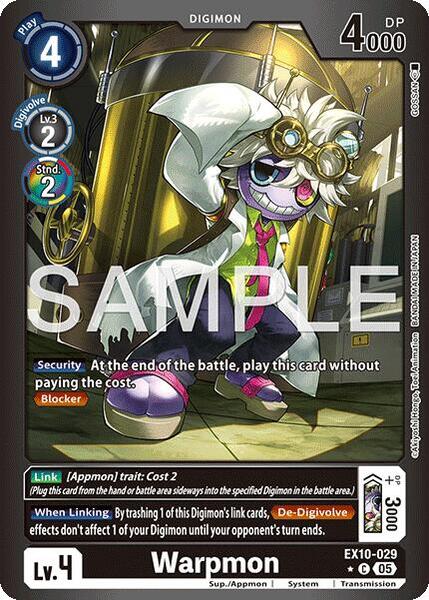 DIGIMON
Play
4
DP
4000
Digivolve
Lv.3
2
Stnd.
2
GOSSAN
©Akiyoshi Hongo, Toei Animation BANDAI MADE IN JAPAN
SAMPLE
Security At the end of the battle, play this card without
paying the cost.
Blocker
Link [Appmon] trait: Cost 2
(Plug this card from the hand or battle area sideways into the specified Digimon in the battle area.)
DP
+3000
When Linking By trashing 1 of this Digimon's link cards, De-Digivolve
effects don't affect 1 of your Digimon until your opponent's turn ends.
Lv.4
Warpmon
EX10-029
C 05
Sup./Appmon | System | Transmission